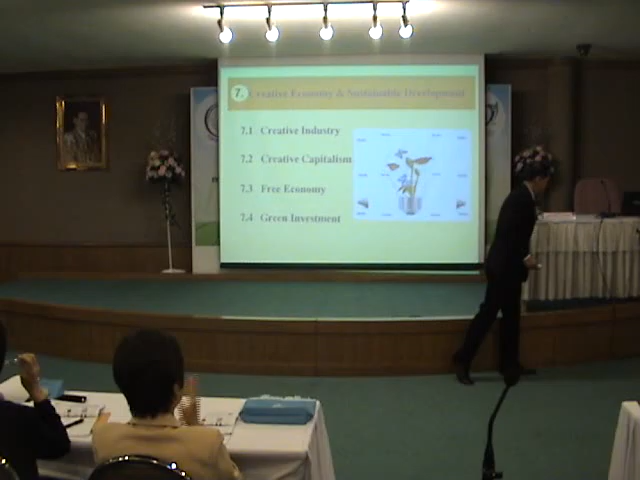 7. Creative Economy & Sustainable Development
7.1 Creative Industry
7.2 Creative Capitalism
7.3 Free Economy
7.4 Green Investment